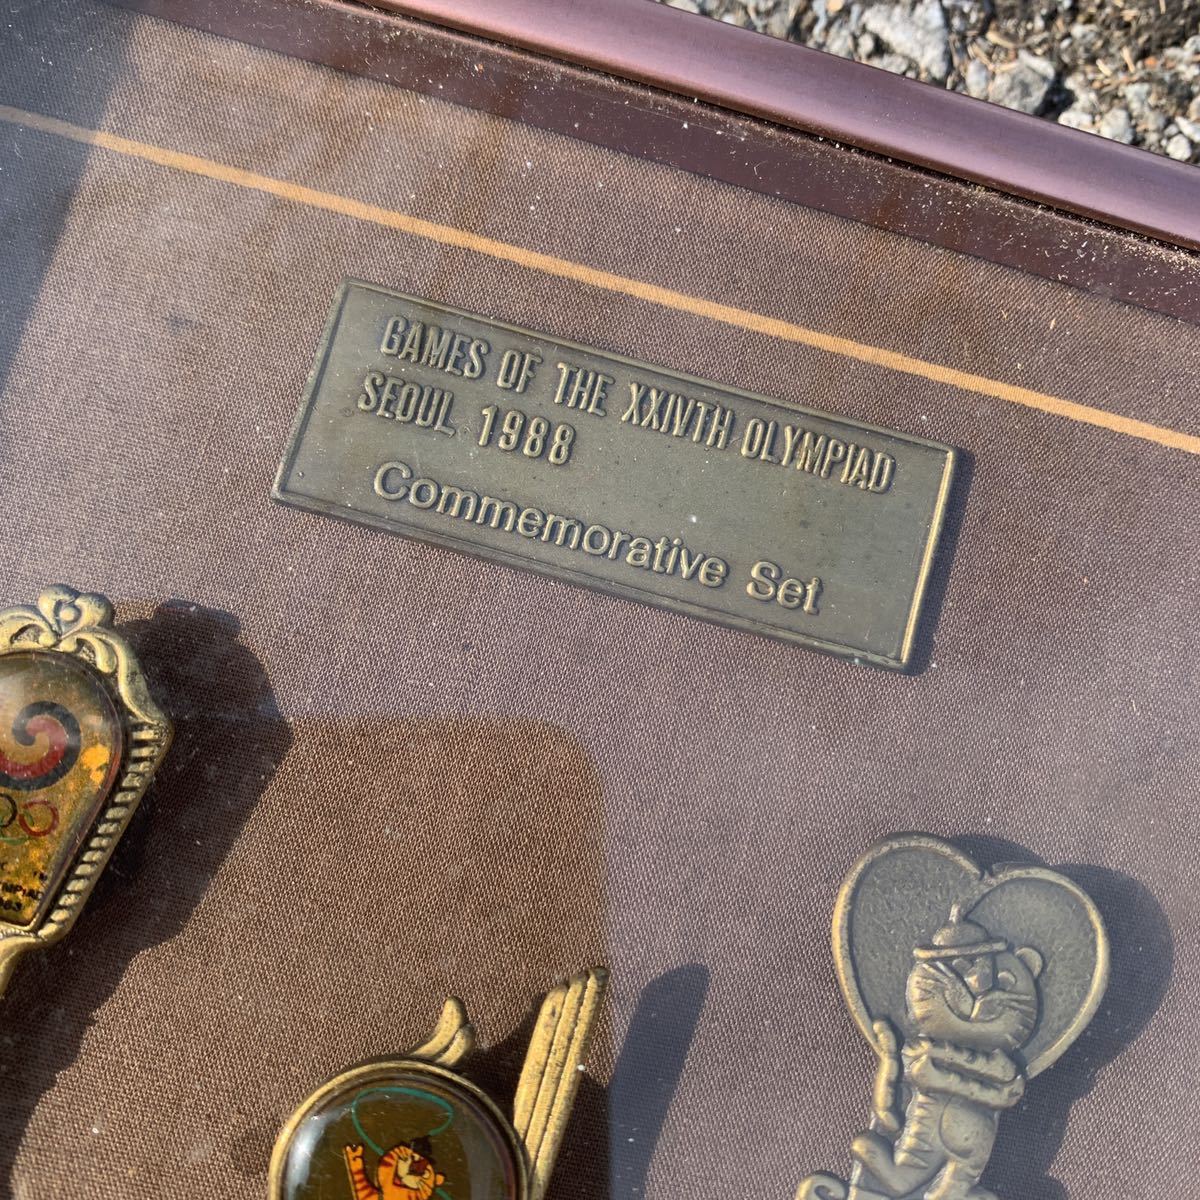 GAMES OF THE XXIVTH OLYMPIAD
SEOUL, 1988
Commemorative Set